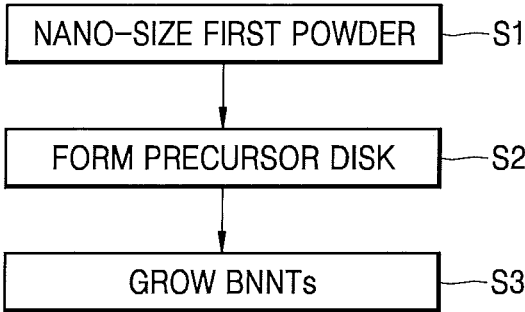 NANO-SIZE FIRST POWDER S1
FORM PRECURSOR DISK S2
GROW BNNTs S3